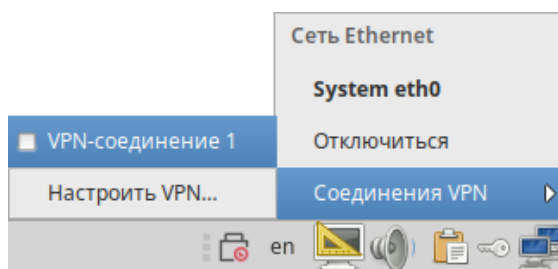 Сеть Ethernet
System eth0
Отключиться
Соединения VPN
VPN-соединение 1
Настроить VPN...
en